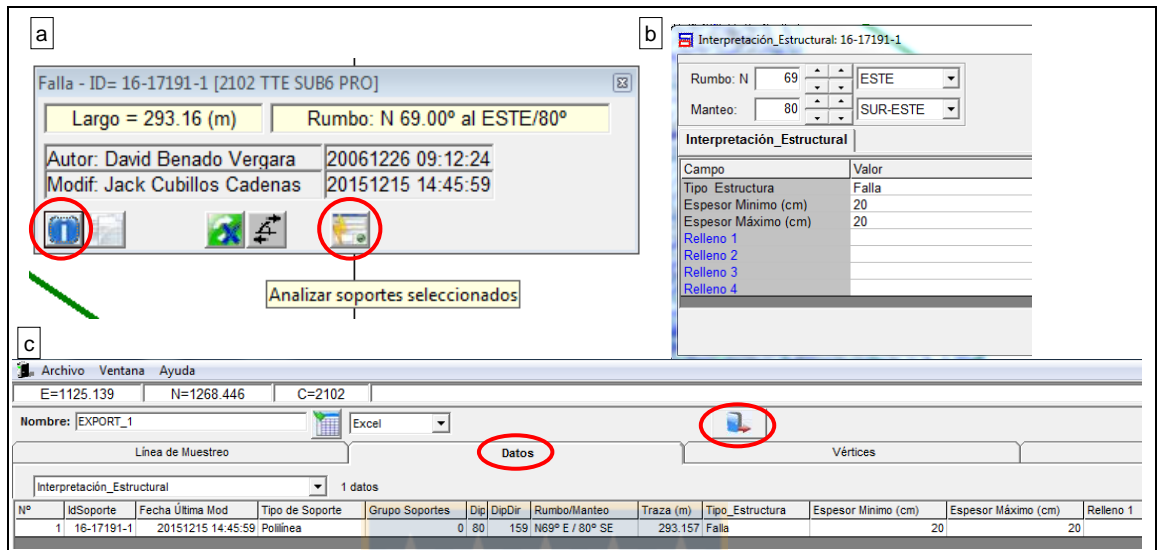 a
Falla - ID= 16-17191-1 [2102 TTE SUB6 PRO]
Largo = 293.16 (m) Rumbo: N 69.00º al ESTE/80º
Autor: David Benado Vergara 20061226 09:12:24
Modif: Jack Cubillos Cadenas 20151215 14:45:59
Analizar soportes seleccionados
b
Interpretación_Estructural: 16-17191-1
Rumbo: N 69 ESTE
Manteo: 80 SUR-ESTE
Interpretación_Estructural
Campo Valor
Tipo Estructura Falla
Espesor Minimo (cm) 20
Espesor Máximo (cm) 20
Relleno 1
Relleno 2
Relleno 3
Relleno 4
c
Archivo Ventana Ayuda
E=1125.139 N=1268.446 C=2102
Nombre: EXPORT_1 Excel
Línea de Muestreo Datos Vértices
Interpretación_Estructural 1 datos
Nº IdSoporte Fecha Última Mod Tipo de Soporte Grupo Soportes Dip DipDir Rumbo/Manteo Traza (m) Tipo_Estructura Espesor Minimo (cm) Espesor Máximo (cm) Relleno 1
1 16-17191-1 20151215 14:45:59 Polilínea 0 80 159 N69º E / 80º SE 293.157 Falla 20 20